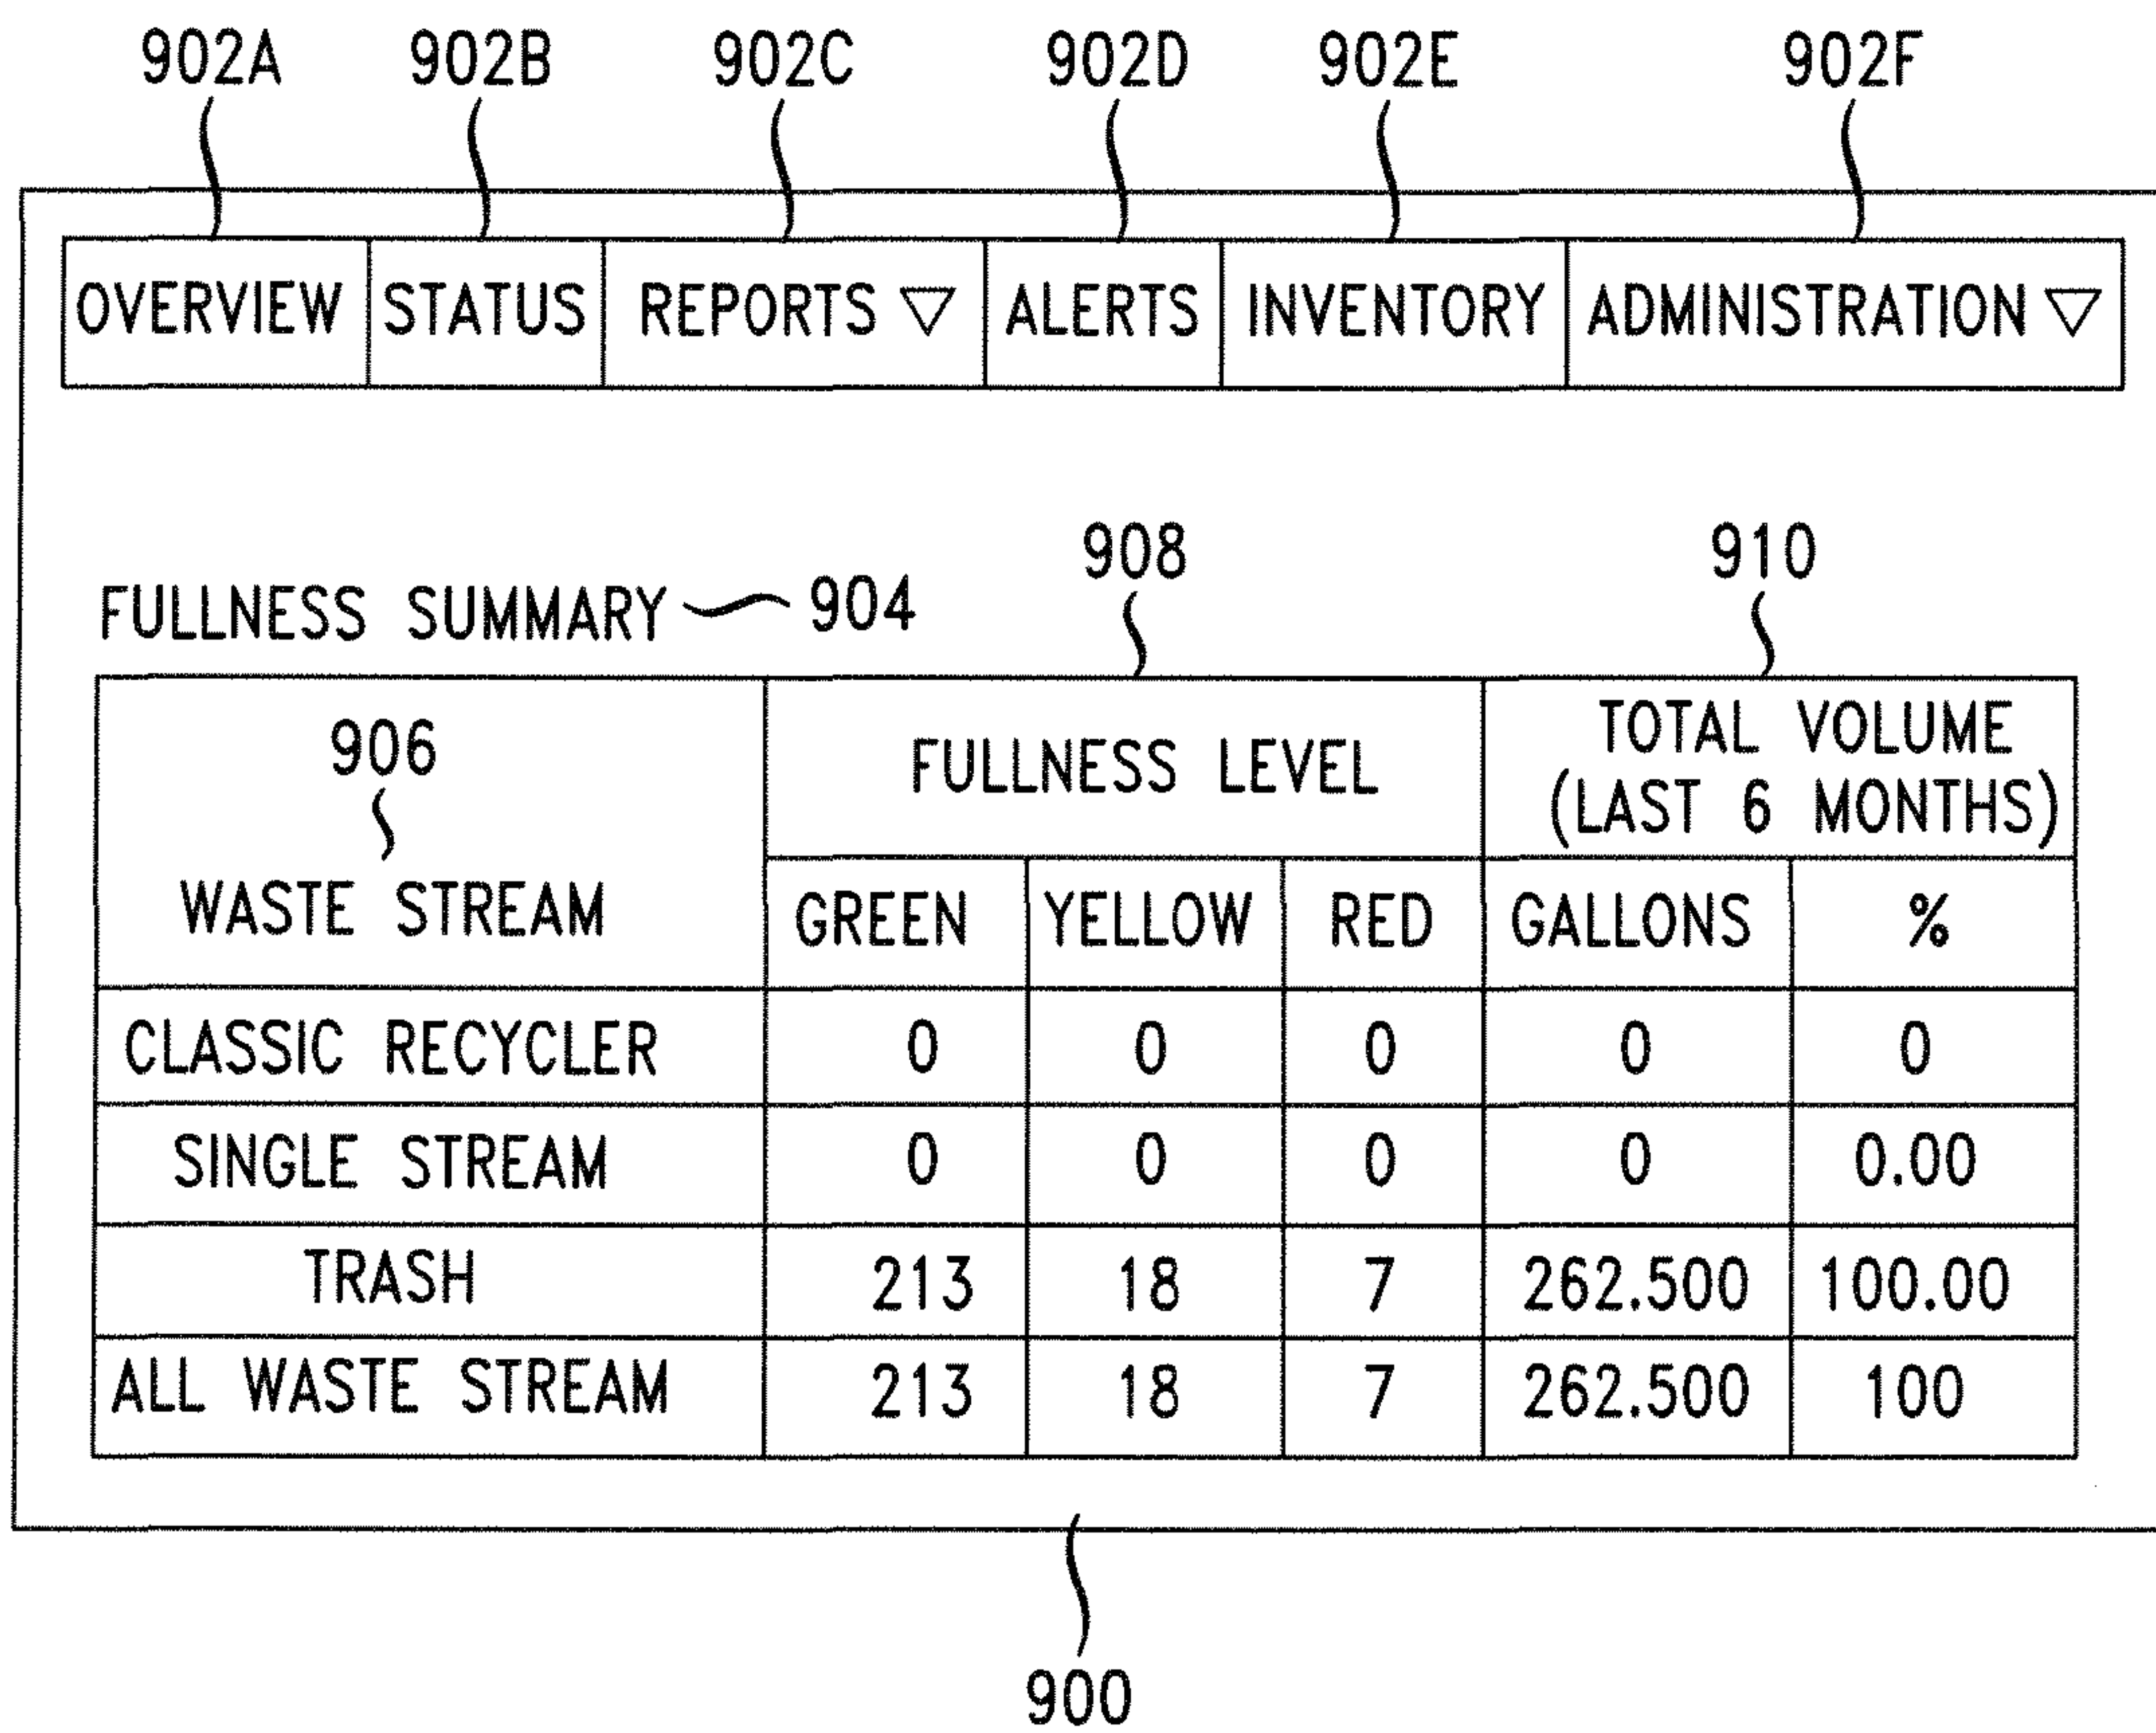 902A 902B 902C 902D 902E 902F
OVERVIEW STATUS REPORTS ▽ ALERTS INVENTORY ADMINISTRATION ▽
908 910
FULLNESS SUMMARY 904
906
WASTE STREAM
FULLNESS LEVEL
TOTAL VOLUME
(LAST 6 MONTHS)
GREEN YELLOW RED GALLONS %
CLASSIC RECYCLER 0 0 0 0 0
SINGLE STREAM 0 0 0 0 0.00
TRASH 213 18 7 262.500 100.00
ALL WASTE STREAM 213 18 7 262.500 100
900